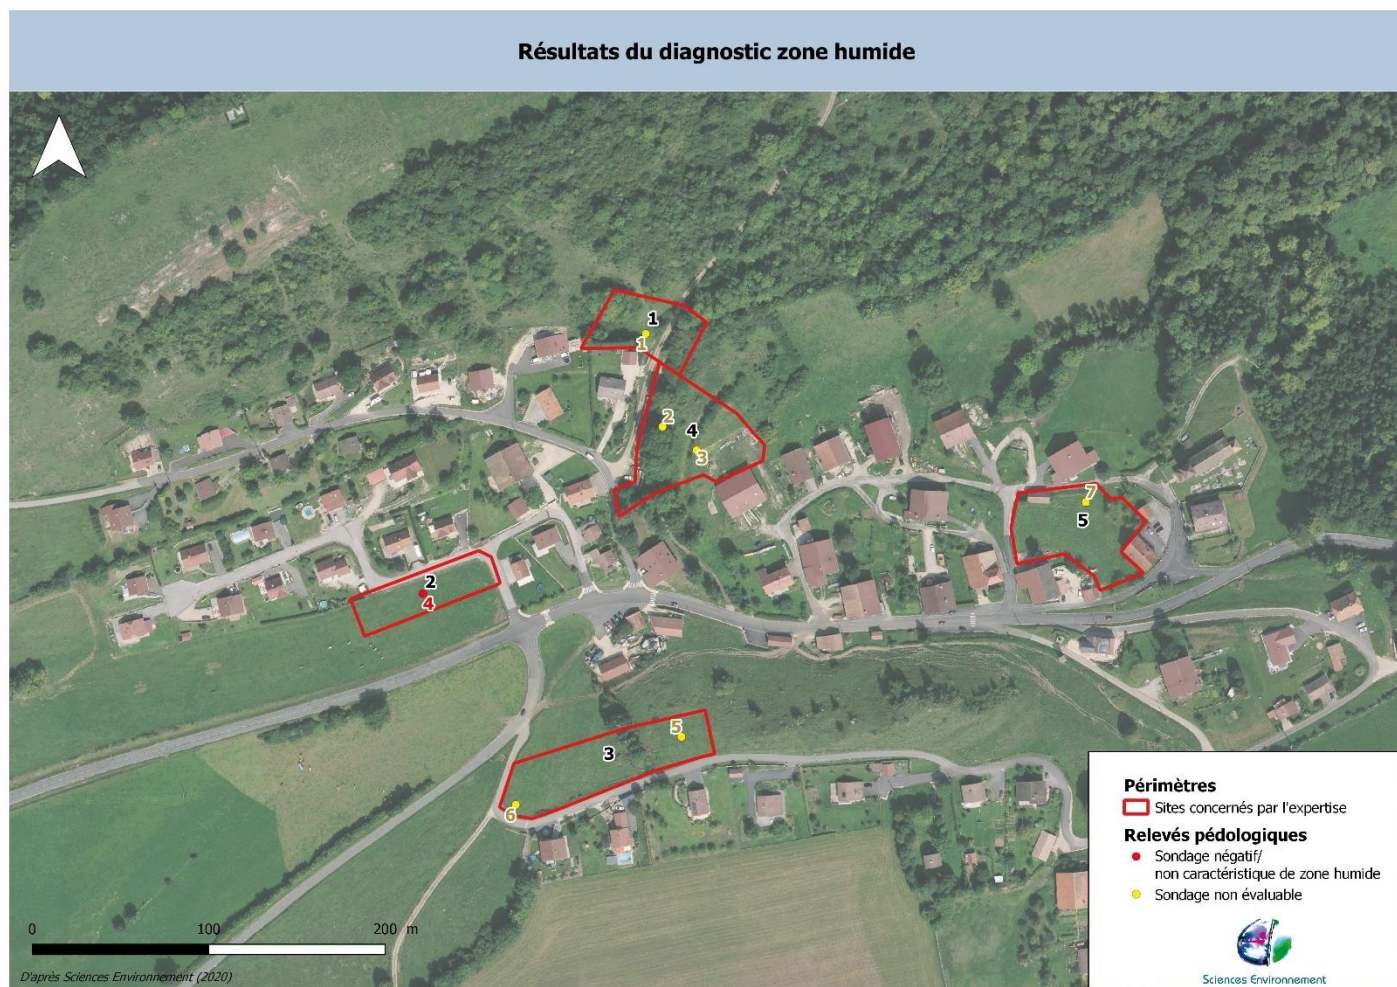 Résultats du diagnostic zone humide
1
1
2
4
3
7
5
2
4
5
3
6
Périmètres
Sites concernés par l'expertise
Relevés pédologiques
Sondage négatif/
non caractéristique de zone humide
Sondage non évaluable
0 100 200 m
D'après Sciences Environnement (2020)
Sciences Environnement